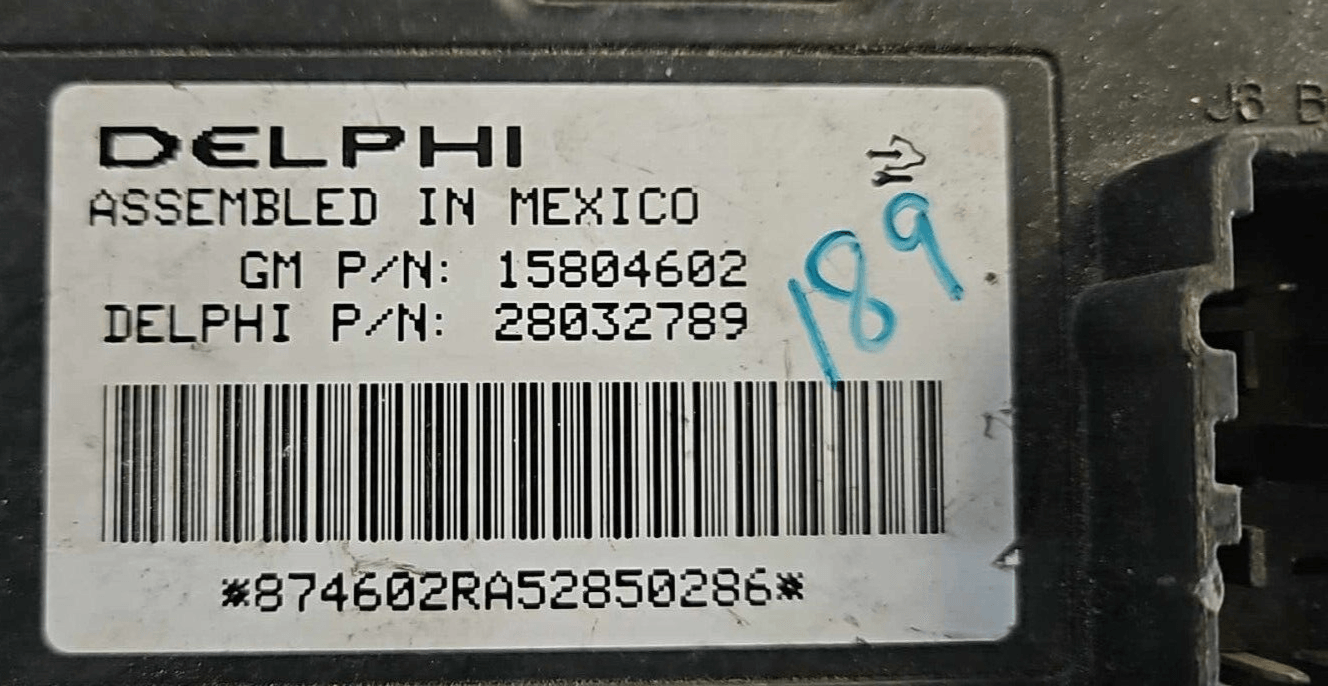 DELPHI
ASSEMBLED IN MEXICO
GM P/N: 15804602
DELPHI P/N: 28032789
189
*874602RA52850286*
J6 B